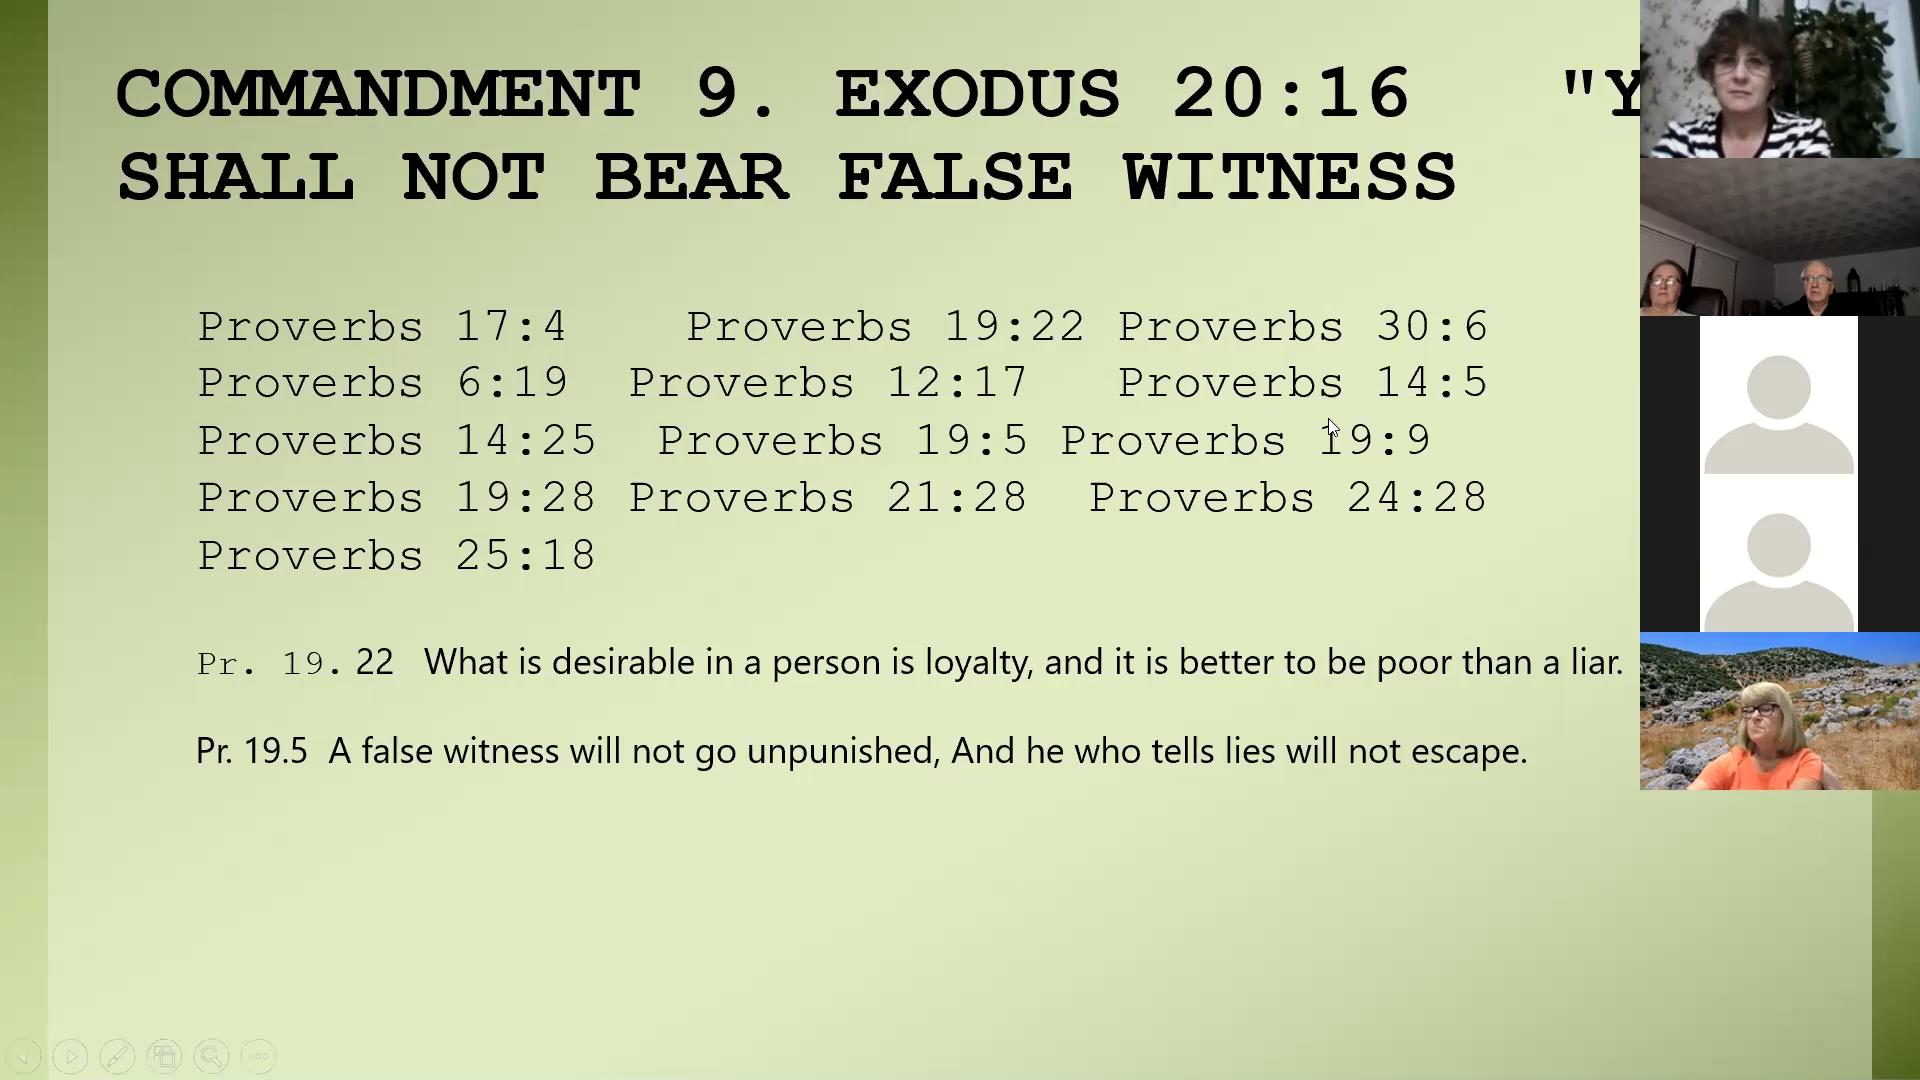 COMMANDMENT 9. EXODUS 20:16 "Y
SHALL NOT BEAR FALSE WITNESS
Proverbs 17:4 Proverbs 19:22 Proverbs 30:6
Proverbs 6:19 Proverbs 12:17 Proverbs 14:5
Proverbs 14:25 Proverbs 19:5 Proverbs 19:9
Proverbs 19:28 Proverbs 21:28 Proverbs 24:28
Proverbs 25:18
Pr. 19. 22 What is desirable in a person is loyalty, and it is better to be poor than a liar.
Pr. 19.5 A false witness will not go unpunished, And he who tells lies will not escape.